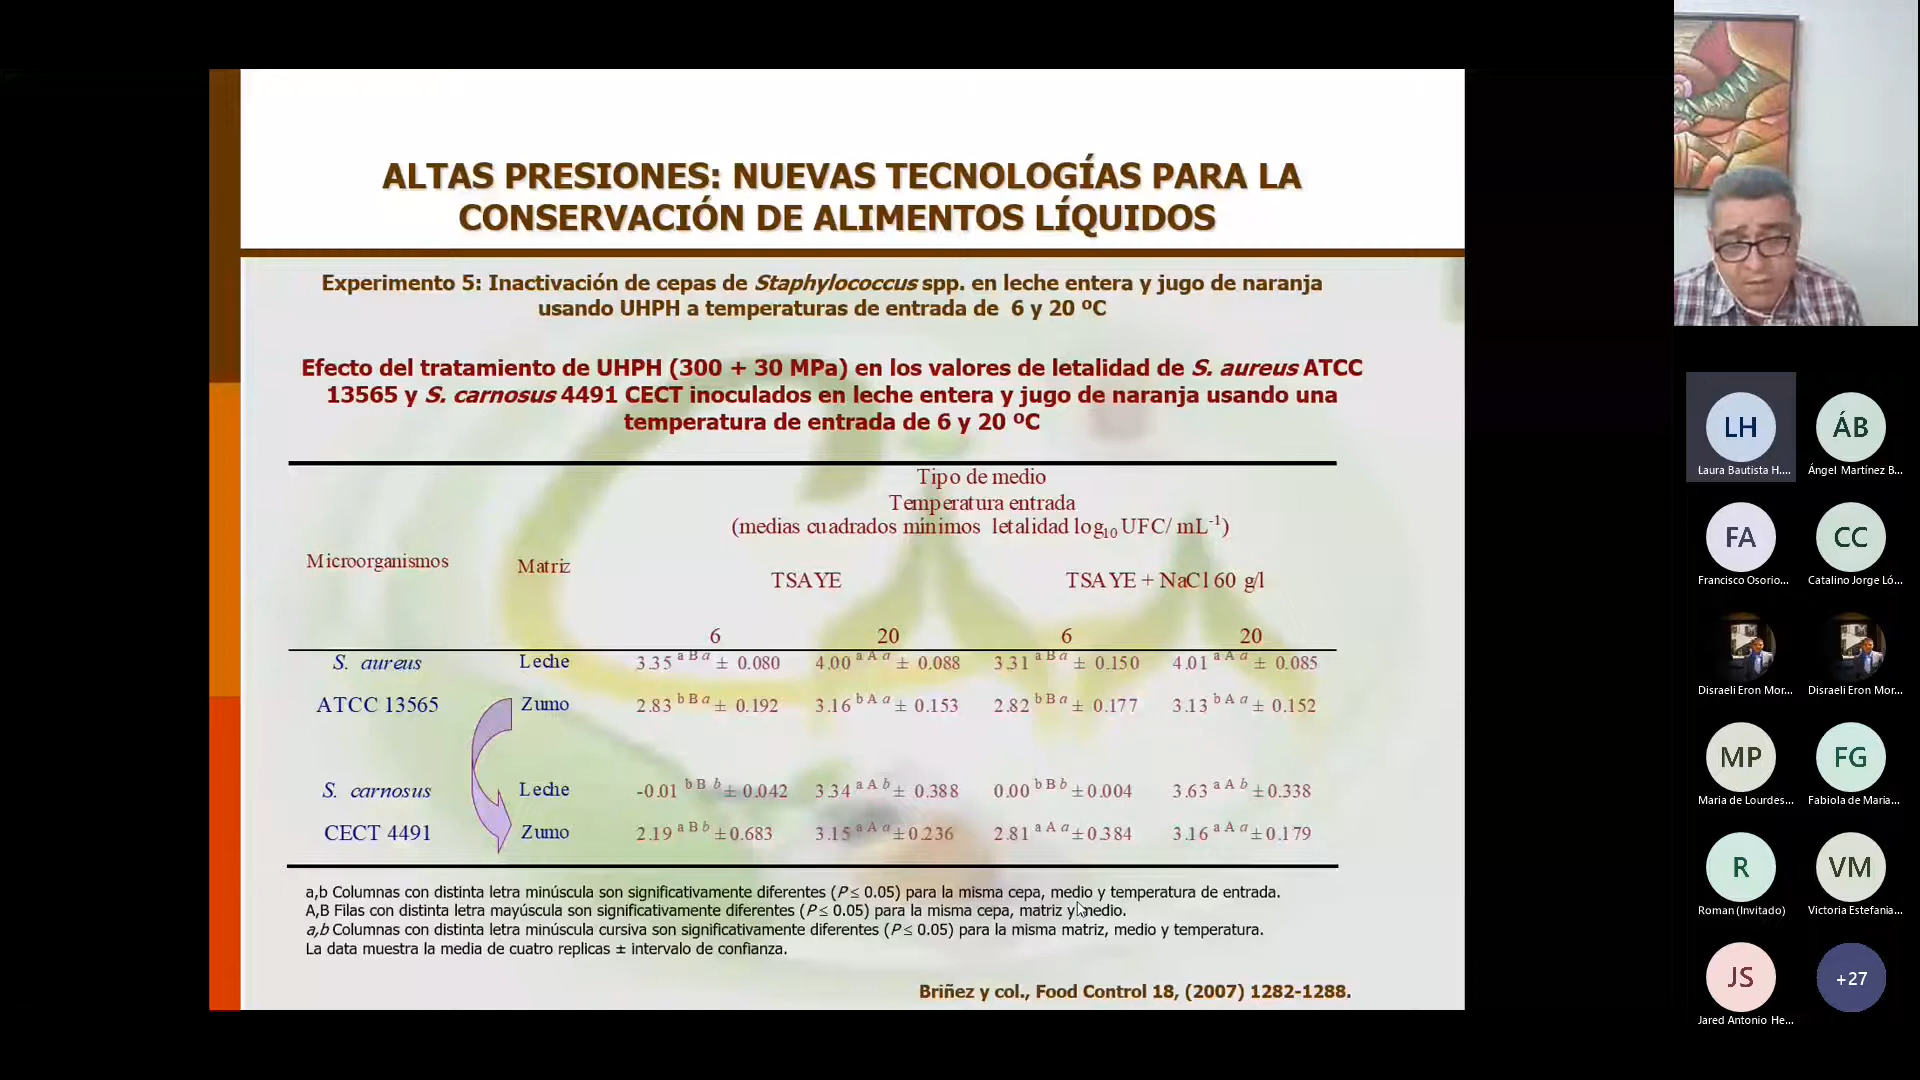 ALTAS PRESIONES: NUEVAS TECNOLOGÍAS PARA LA
CONSERVACIÓN DE ALIMENTOS LÍQUIDOS
Experimento 5: Inactivación de cepas de Staphylococcus spp. en leche entera y jugo de naranja
usando UHPH a temperaturas de entrada de 6 y 20 ºC
Efecto del tratamiento de UHPH (300 + 30 MPa) en los valores de letalidad de S. aureus ATCC
13565 y S. carnosus 4491 CECT inoculados en leche entera y jugo de naranja usando una
temperatura de entrada de 6 y 20 ºC
Tipo de medio
Temperatura entrada
(medias cuadrados mínimos letalidad log10 UFC/ mL-1)
Microorganismos Matriz
TSAYE TSAYE + NaCl 60 g/l
6 20 6 20
S. aureus Leche 3.35 a B a ± 0.080 4.00 a A a ± 0.088 3.31 a B a ± 0.150 4.01 a A a ± 0.085
ATCC 13565 Zumo 2.83 b B a ± 0.192 3.16 b A a ± 0.153 2.82 b B a ± 0.177 3.13 b A a ± 0.152
S. carnosus Leche -0.01 b B b ± 0.042 3.34 a A b ± 0.388 0.00 b B b ± 0.004 3.63 a A b ± 0.338
CECT 4491 Zumo 2.19 a B b ± 0.683 3.15 a A a ± 0.236 2.81 a A a ± 0.384 3.16 a A a ± 0.179
a,b Columnas con distinta letra minúscula son significativamente diferentes (P ≤ 0.05) para la misma cepa, medio y temperatura de entrada.
A,B Filas con distinta letra mayúscula son significativamente diferentes (P ≤ 0.05) para la misma cepa, matriz y medio.
a,b Columnas con distinta letra minúscula cursiva son significativamente diferentes (P ≤ 0.05) para la misma matriz, medio y temperatura.
La data muestra la media de cuatro replicas ± intervalo de confianza.
Briñez y col., Food Control 18, (2007) 1282-1288.
LH ÁB
Laura Bautista H.... Ángel Martínez B...
FA CC
Francisco Osorio... Catalino Jorge Ló...
Disraeli Eron Mor... Disraeli Eron Mor...
MP FG
Maria de Lourdes... Fabiola de Maria...
R VM
Roman (Invitado) Victoria Estefanía...
JS +27
Jared Antonio He...